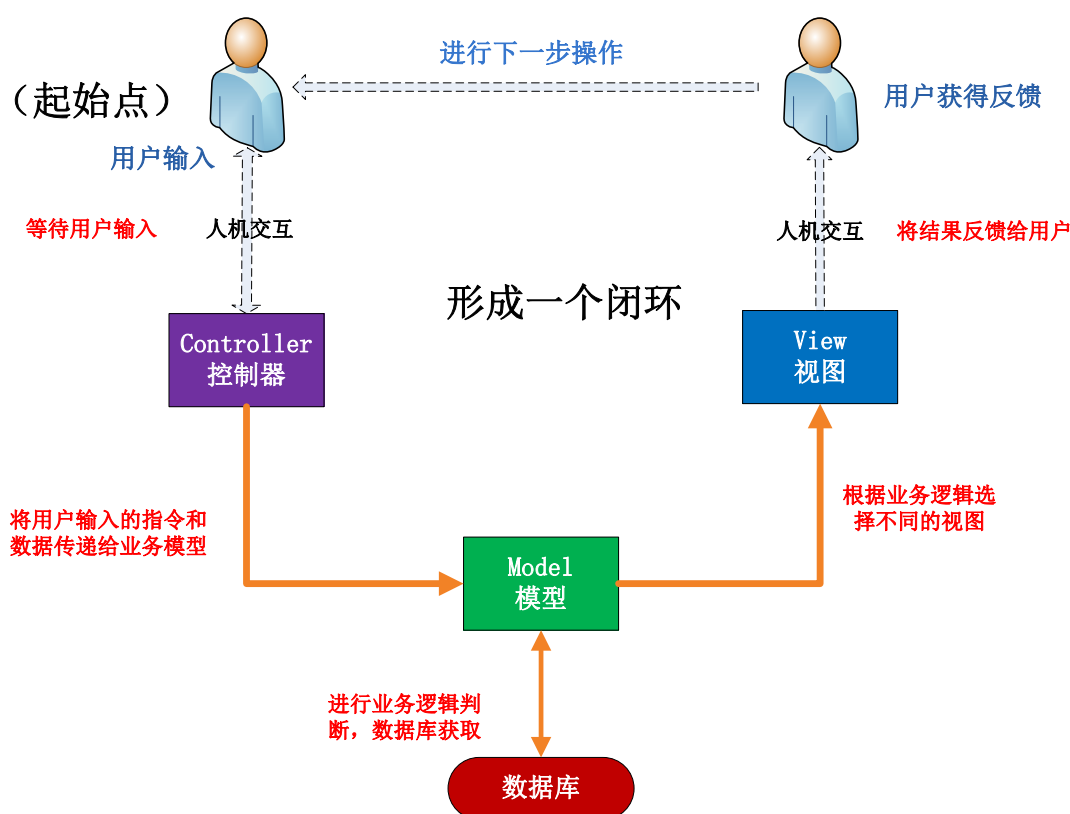 进行下一步操作
（起始点）
用户获得反馈
用户输入
等待用户输入
人机交互
人机交互
将结果反馈给用户
形成一个闭环
Controller
控制器
View
视图
将用户输入的指令和
数据传递给业务模型
根据业务逻辑选
择不同的视图
Model
模型
进行业务逻辑判
断，数据库获取
数据库